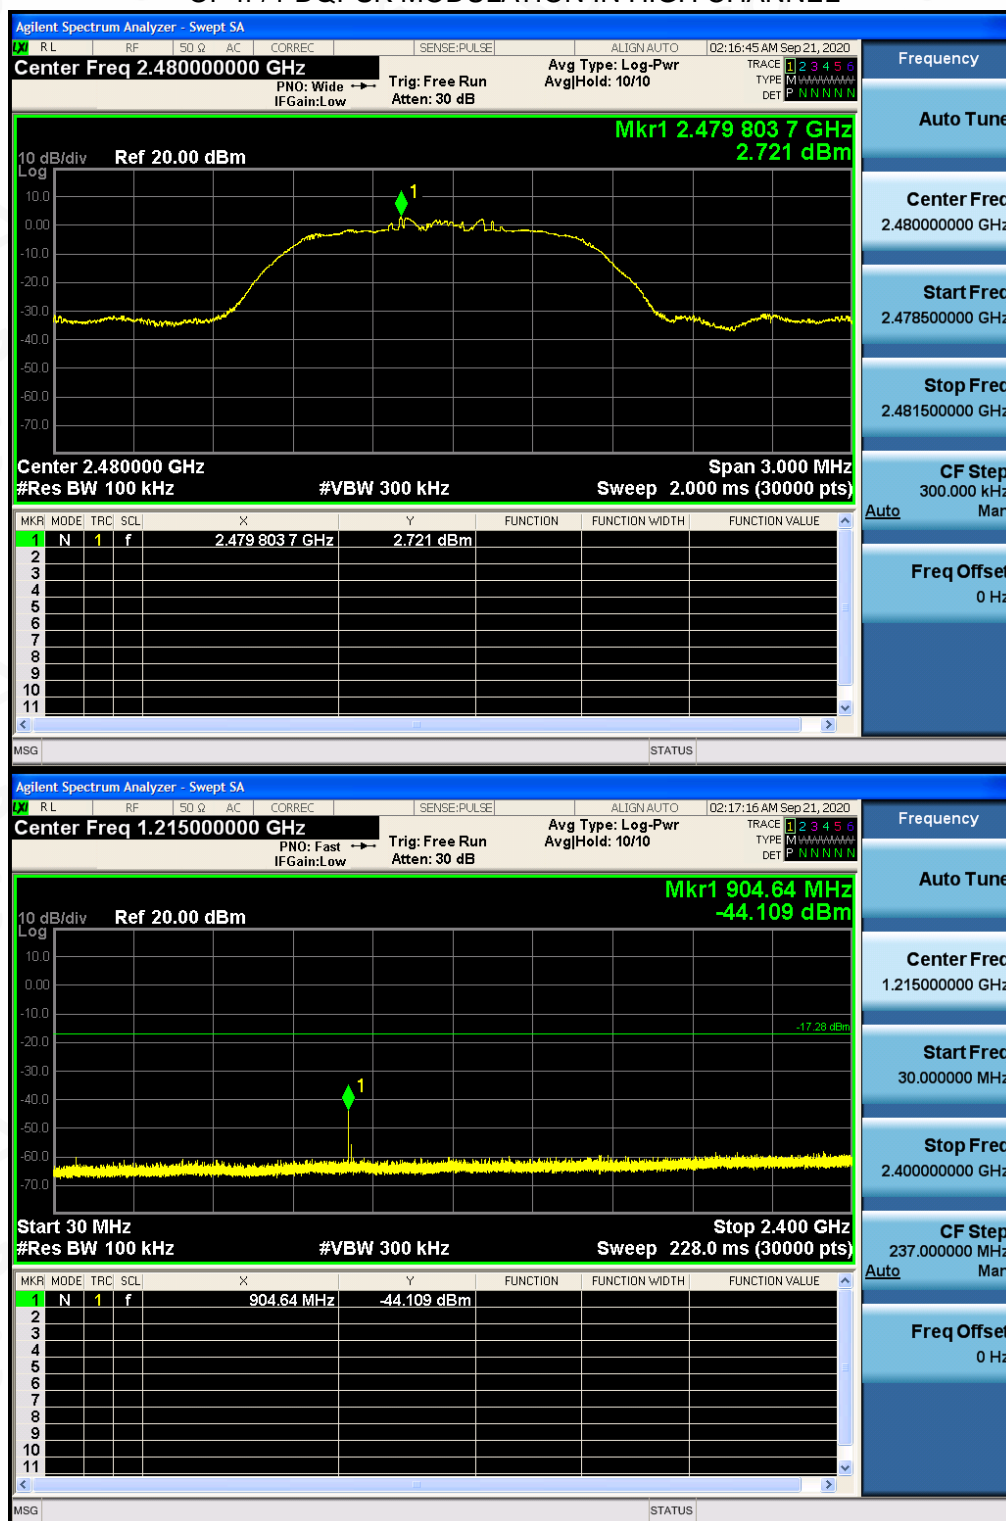 Agilent Spectrum Analyzer - Swept SA
LXI RL RF 50 Ω AC CORREC SENSE:PULSE ALIGN AUTO 02:16:45 AM Sep 21, 2020
Center Freq 2.480000000 GHz
PNO: Wide
IFGain:Low
Trig: Free Run
Atten: 30 dB
Avg Type: Log-Pwr
Avg|Hold: 10/10
TRACE 1 2 3 4 5 6
TYPE M
DET P N N N N N
Frequency
Mkr1 2.479 803 7 GHz
2.721 dBm
10 dB/div Ref 20.00 dBm
Log
10.0
0.00
-10.0
-20.0
-30.0
-40.0
-50.0
-60.0
-70.0
1
Center 2.480000 GHz Span 3.000 MHz
#Res BW 100 kHz #VBW 300 kHz Sweep 2.000 ms (30000 pts)
MKR MODE TRC SCL X Y FUNCTION FUNCTION WIDTH FUNCTION VALUE
1 N 1 f 2.479 803 7 GHz 2.721 dBm
2
3
4
5
6
7
8
9
10
11
MSG STATUS
Auto Tune
Center Freq
2.480000000 GHz
Start Freq
2.478500000 GHz
Stop Freq
2.481500000 GHz
CF Step
300.000 kHz
Auto Man
Freq Offset
0 Hz
Agilent Spectrum Analyzer - Swept SA
LXI RL RF 50 Ω AC CORREC SENSE:PULSE ALIGN AUTO 02:17:16 AM Sep 21, 2020
Center Freq 1.215000000 GHz
PNO: Fast
IFGain:Low
Trig: Free Run
Atten: 30 dB
Avg Type: Log-Pwr
Avg|Hold: 10/10
TRACE 1 2 3 4 5 6
TYPE M
DET P N N N N N
Frequency
Mkr1 904.64 MHz
-44.109 dBm
10 dB/div Ref 20.00 dBm
Log
10.0
0.00
-10.0
-20.0
-30.0
-40.0
-50.0
-60.0
-70.0
-17.28 dBm
1
Start 30 MHz Stop 2.400 GHz
#Res BW 100 kHz #VBW 300 kHz Sweep 228.0 ms (30000 pts)
MKR MODE TRC SCL X Y FUNCTION FUNCTION WIDTH FUNCTION VALUE
1 N 1 f 904.64 MHz -44.109 dBm
2
3
4
5
6
7
8
9
10
11
MSG STATUS
Auto Tune
Center Freq
1.215000000 GHz
Start Freq
30.000000 MHz
Stop Freq
2.400000000 GHz
CF Step
237.000000 MHz
Auto Man
Freq Offset
0 Hz